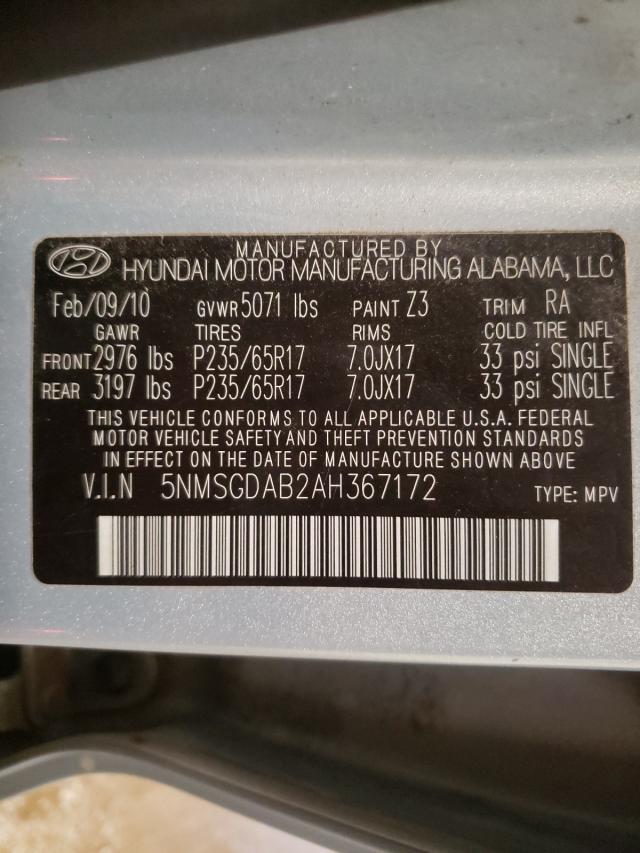 MANUFACTURED BY
HYUNDAI MOTOR MANUFACTURING ALABAMA, LLC
Feb/09/10 GVWR 5071 lbs PAINT Z3 TRIM RA
GAWR TIRES RIMS COLD TIRE INFL
FRONT 2976 lbs P235/65R17 7.0JX17 33 psi SINGLE
REAR 3197 lbs P235/65R17 7.0JX17 33 psi SINGLE
THIS VEHICLE CONFORMS TO ALL APPLICABLE U.S.A. FEDERAL
MOTOR VEHICLE SAFETY AND THEFT PREVENTION STANDARDS
IN EFFECT ON THE DATE OF MANUFACTURE SHOWN ABOVE
V.I.N 5NMSGDAB2AH367172 TYPE: MPV